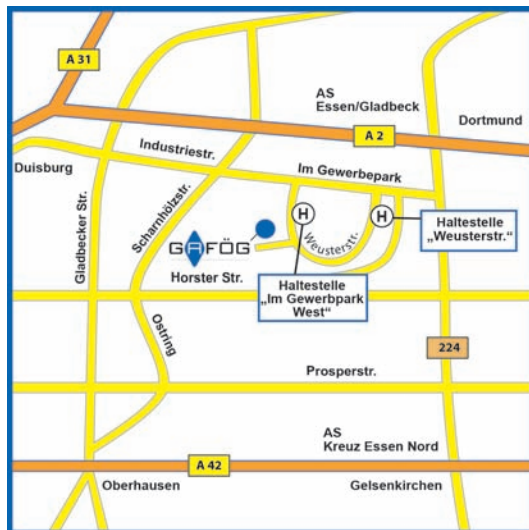 A 31
AS
Essen/Gladbeck
Dortmund
A 2
Industriestr.
Duisburg
Im Gewerbepark
Gladbecker Str.
Scharnhölzstr.
H
H
Weusterstr.
Haltestelle
„Weusterstr.“
GAFÖG
Horster Str.
Haltestelle
„Im Gewerbpark
West“
Ostring
224
Prosperstr.
AS
Kreuz Essen Nord
A 42
Oberhausen
Gelsenkirchen